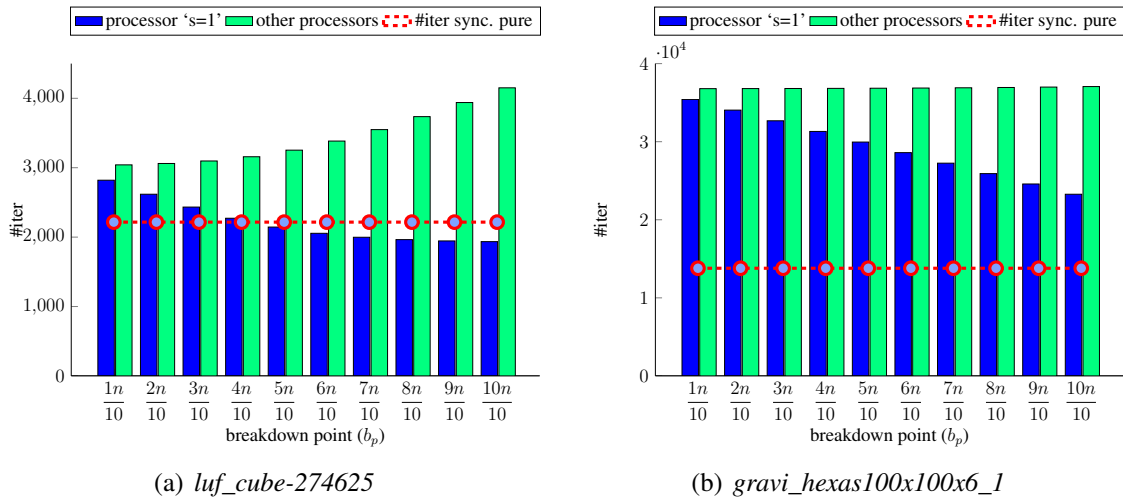 processor ‘s=1’ other processors #iter sync. pure
4,000
3,000
2,000
1,000
0
#iter
1n/10 2n/10 3n/10 4n/10 5n/10 6n/10 7n/10 8n/10 9n/10 10n/10
breakdown point (b_p)
(a) luf_cube-274625
processor ‘s=1’ other processors #iter sync. pure
·10^4
4
3
2
1
0
#iter
1n/10 2n/10 3n/10 4n/10 5n/10 6n/10 7n/10 8n/10 9n/10 10n/10
breakdown point (b_p)
(b) gravi_hexas100x100x6_1